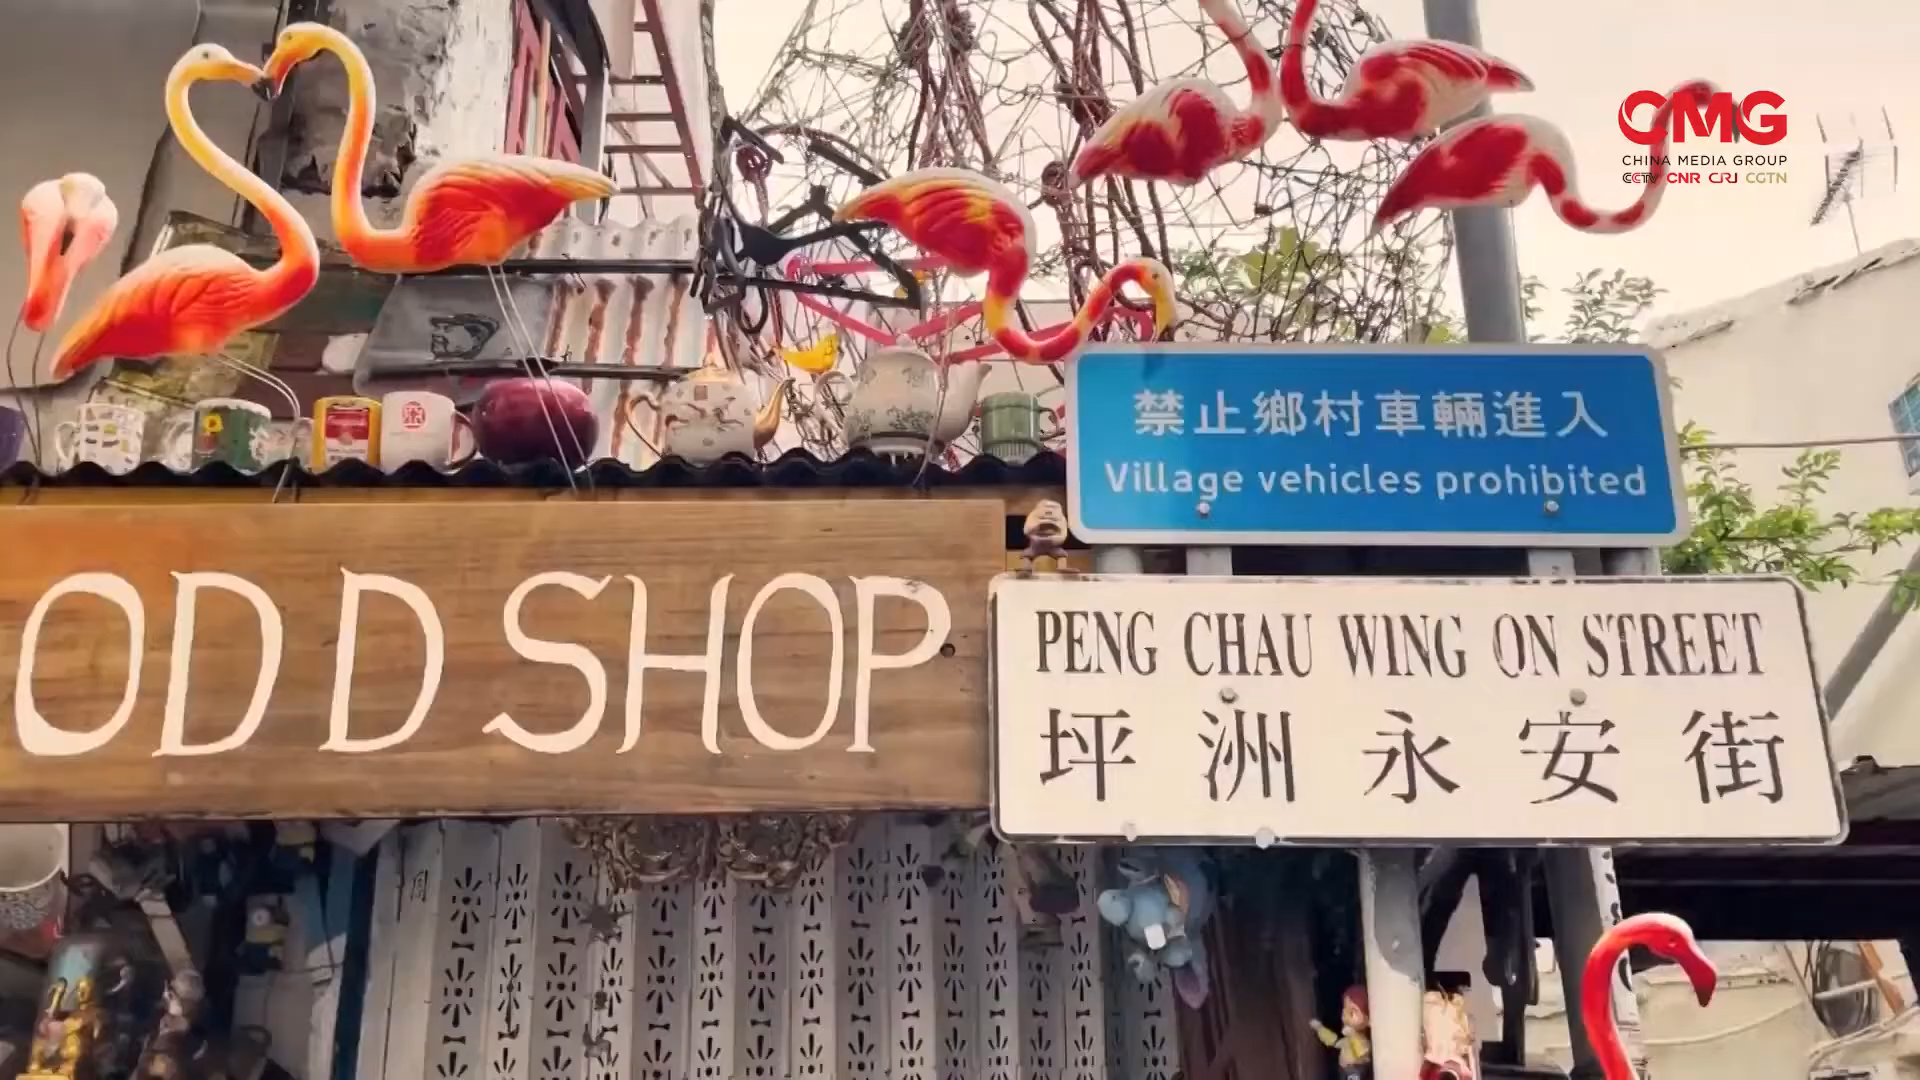 CMG
CHINA MEDIA GROUP
CCTV CNR CRI CGTN
禁止鄉村車輛進入
Village vehicles prohibited
ODD SHOP
PENG CHAU WING ON STREET
坪洲永安街